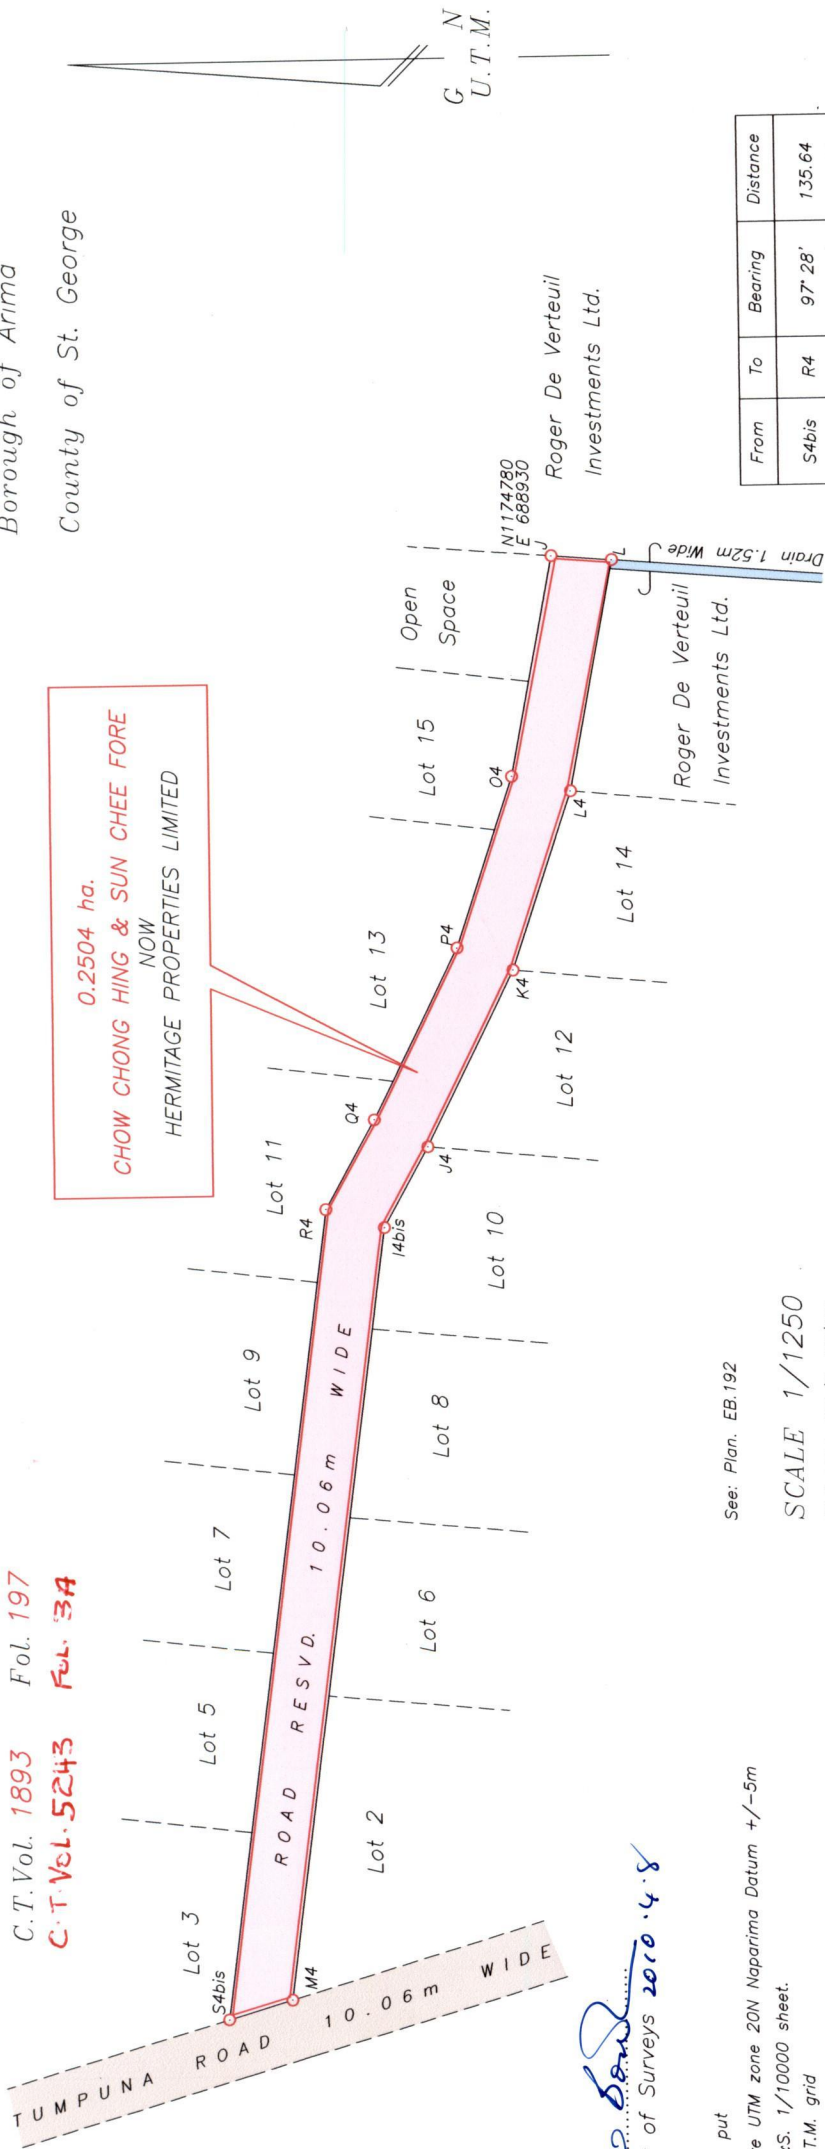 Borough of Arima
County of St. George
G N
U.T.M.
C.T.Vol. 1893 Fol. 197
C.T.Vol. 5243 Fol. 3A
0.2504 ha.
CHOW CHONG HING & SUN CHEE FORE
NOW
HERMITAGE PROPERTIES LIMITED
Lot 3
Lot 5
Lot 7
Lot 9
Lot 11
Lot 13
Lot 15
Open
Space
N1174780
E 688930
Roger De Verteuil
Investments Ltd.
S4bis
R4
Q4
P4
O4
J
L
M4
I4bis
J4
K4
L4
ROAD RESVD. 10.06m WIDE
TUMPUNA ROAD 10.06m WIDE
Lot 2
Lot 6
Lot 8
Lot 10
Lot 12
Lot 14
Roger De Verteuil
Investments Ltd.
Drain 1.52m Wide
From To Bearing Distance
S4bis R4 97° 28' 135.64
See: Plan. EB.192
SCALE 1/1250
of Surveys 2010.4.8
put
UTM zone 20N Naparima Datum +/-5m
S. 1/10000 sheet.
T.M. grid